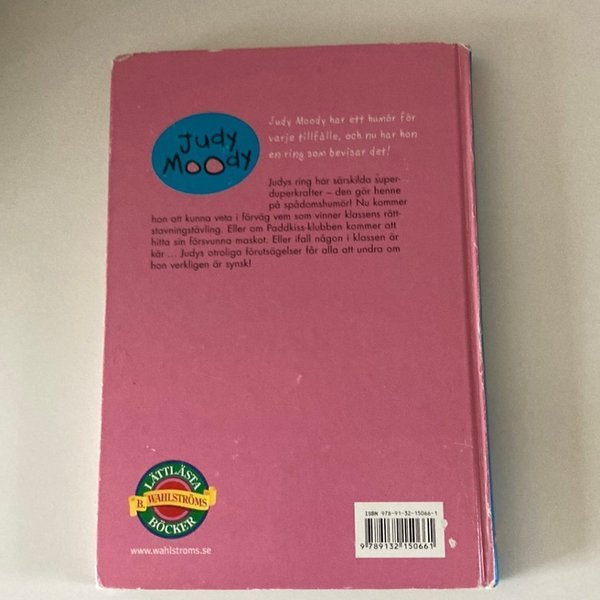 Judy
Moody
Judy Moody har ett humör för
varje tillfälle, och nu har hon
en ring som bevisar det!
Judys ring har särskilda super-
duperkrafter – den gör henne
på spådomshumör! Nu kommer
hon att kunna veta i förväg vem som vinner klassens rätt-
stavningstävling. Eller om Paddkiss-klubben kommer att
hitta sin försvunna maskot. Eller ifall någon i klassen är
kär ... Judys otroliga förutsägelser får alla att undra om
hon verkligen är synsk!
LÄTTLÄSTA
B. WAHLSTRÖMS
BÖCKER
www.wahlstroms.se
ISBN 978-91-32-15066-1
9 789132 150661